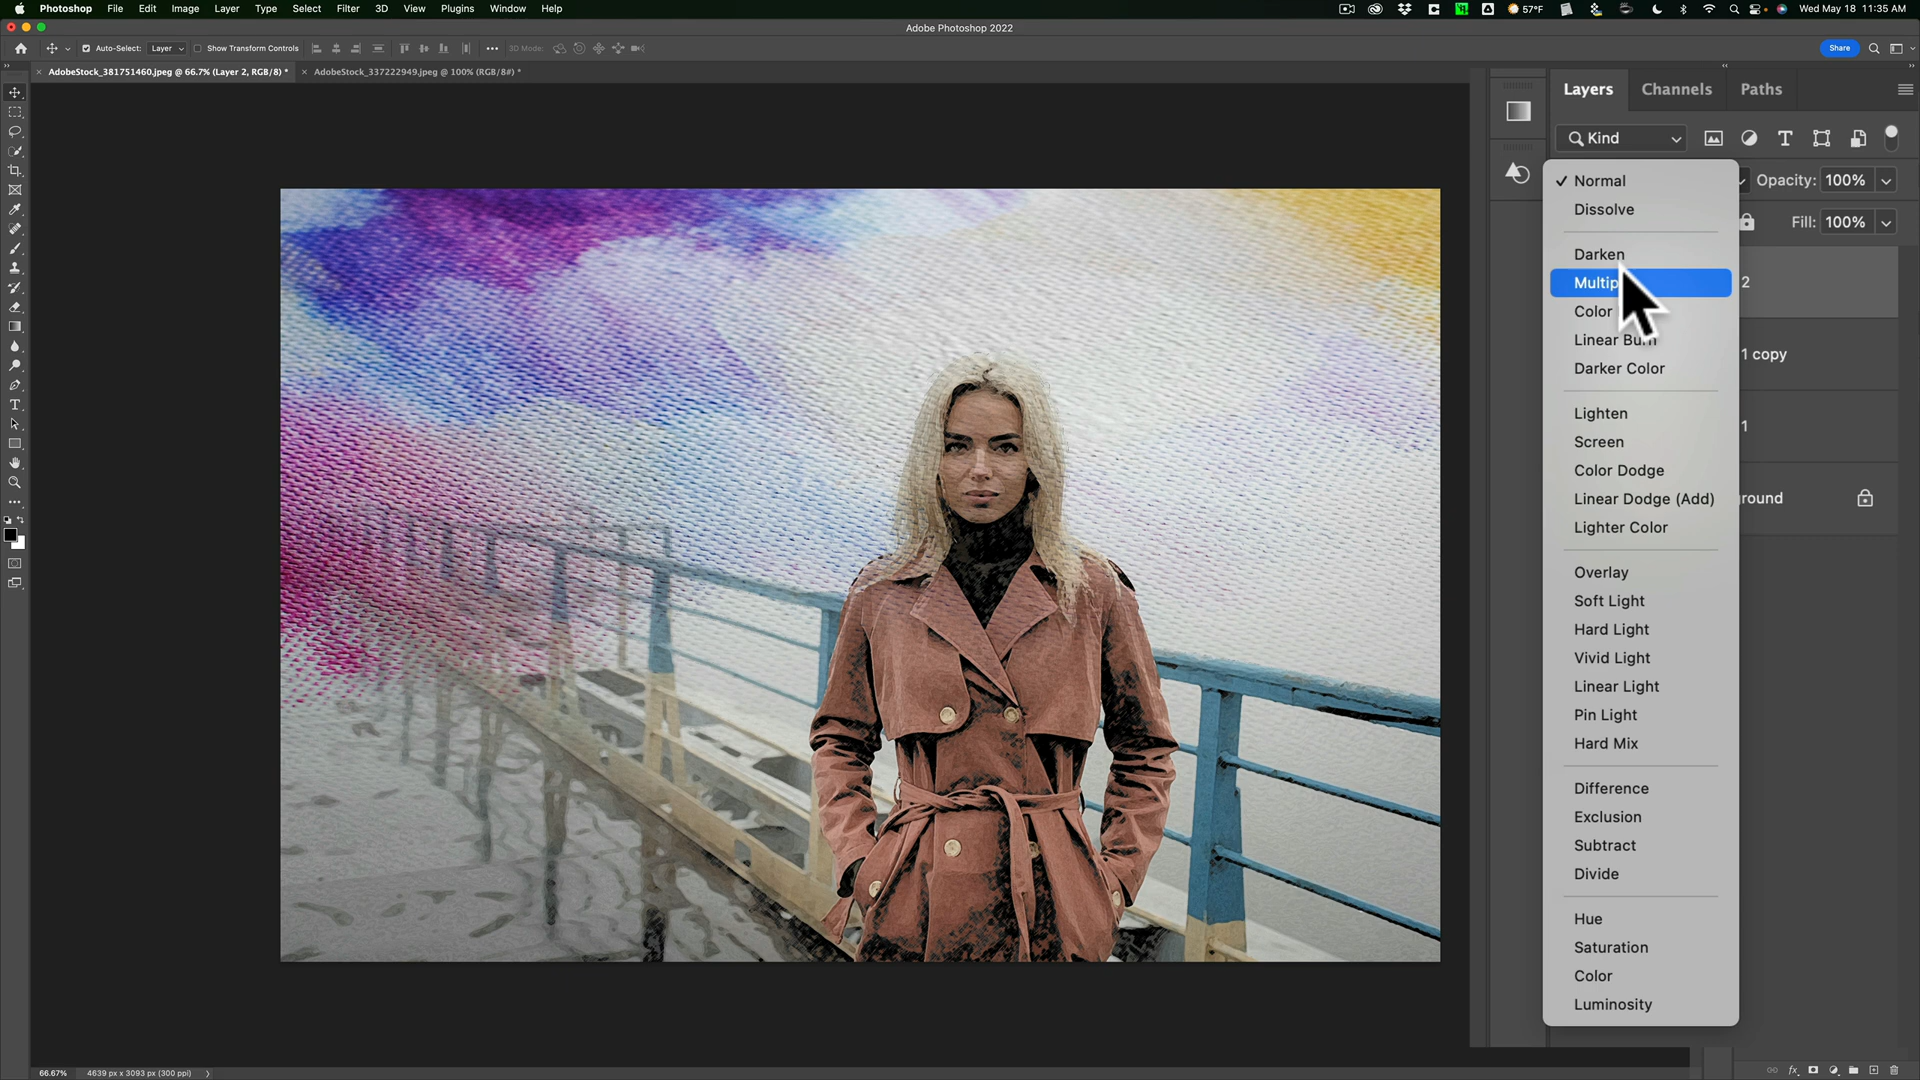 Photoshop File Edit Image Layer Type Select Filter 3D View Plugins Window Help 57°F Wed May 18 11:35 AM
Adobe Photoshop 2022
Auto-Select: Layer Show Transform Controls 3D Mode: Share
AdobeStock_381751460.jpeg @ 66.7% (Layer 2, RGB/8) * AdobeStock_337222949.jpeg @ 100% (RGB/8#) *
Layers Channels Paths
Kind
Normal
Opacity: 100%
Dissolve
Fill: 100%
Darken
Multip
2
Color
Linear Burn
1 copy
Darker Color
Lighten
1
Screen
Color Dodge
Linear Dodge (Add)
ground
Lighter Color
Overlay
Soft Light
Hard Light
Vivid Light
Linear Light
Pin Light
Hard Mix
Difference
Exclusion
Subtract
Divide
Hue
Saturation
Color
Luminosity
66.67% 4639 px x 3093 px (300 ppi)